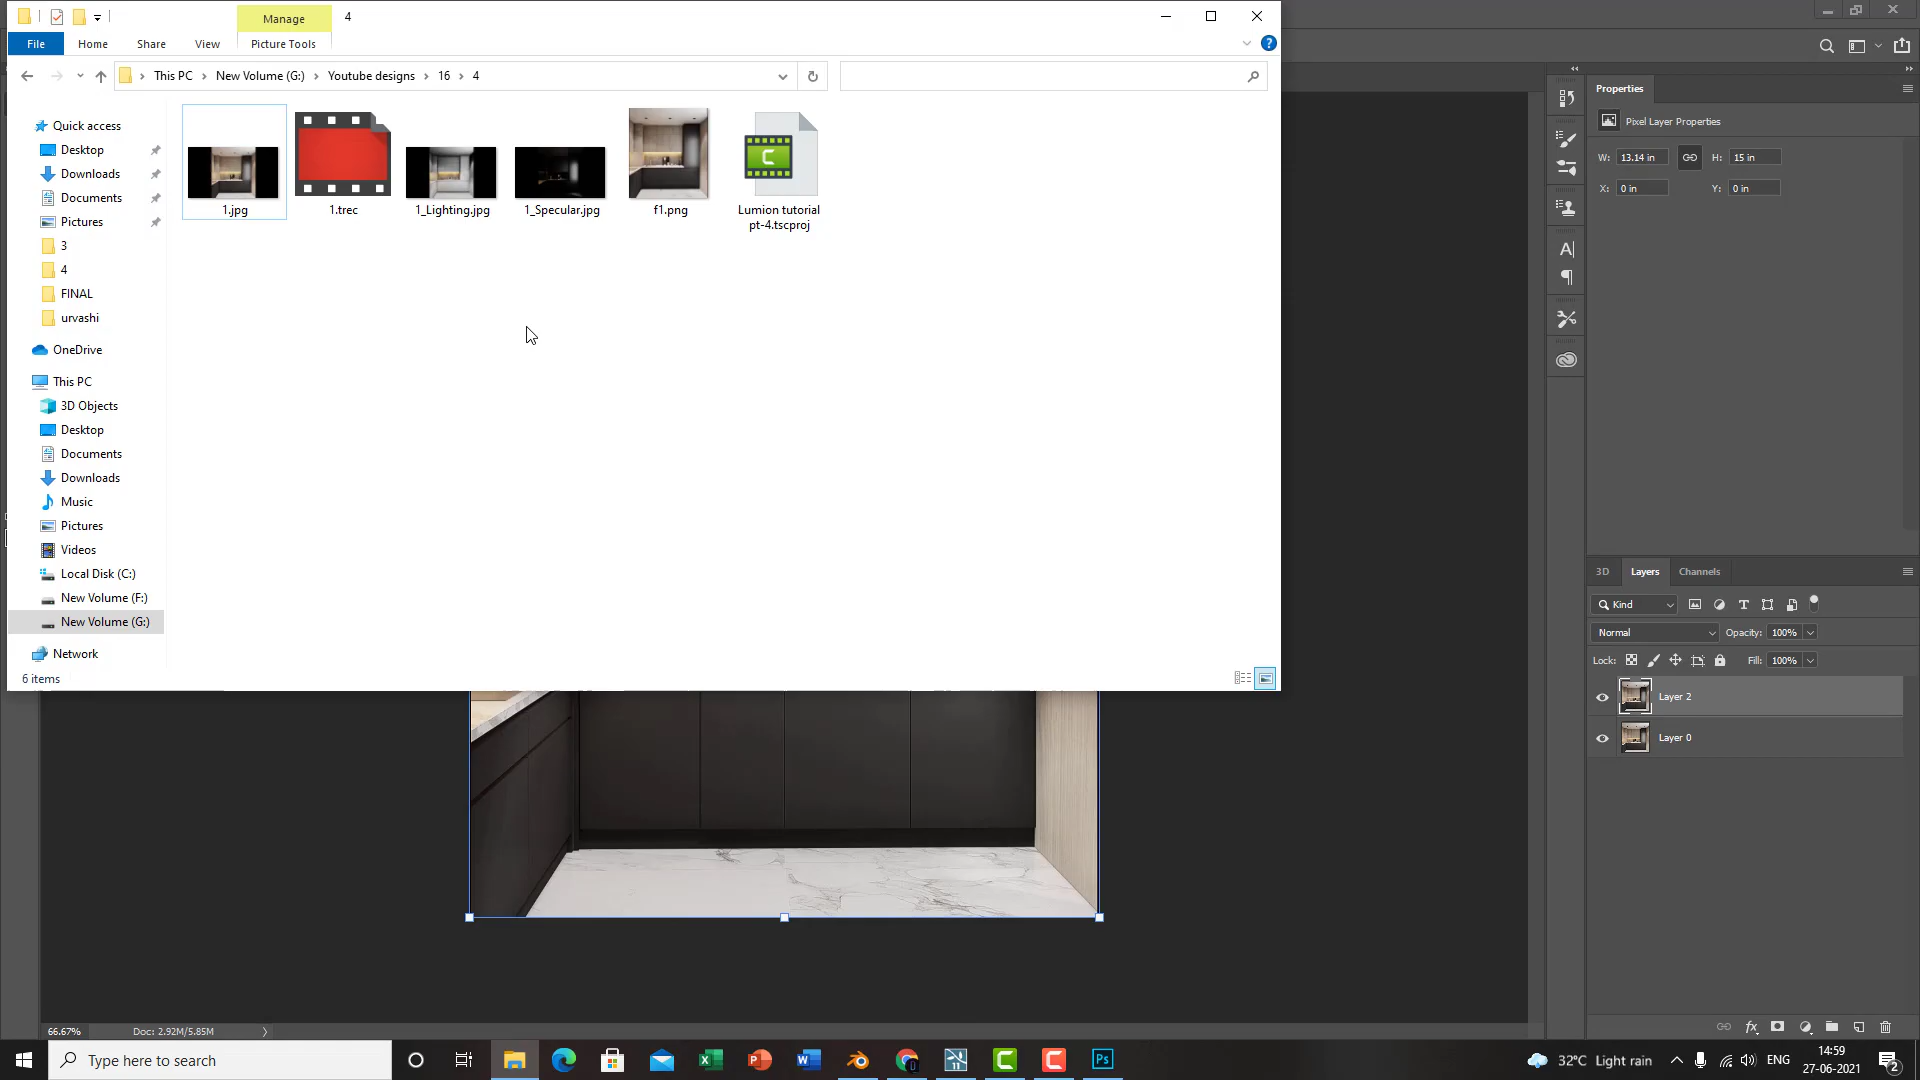 Manage
4
File
Home
Share
View
Picture Tools
This PC
New Volume (G:)
Youtube designs
16
4
Quick access
Desktop
Downloads
Documents
Pictures
3
4
FINAL
urvashi
OneDrive
This PC
3D Objects
Desktop
Documents
Downloads
Music
Pictures
Videos
Local Disk (C:)
New Volume (F:)
New Volume (G:)
Network
6 items
1.jpg
1.trec
1_Lighting.jpg
1_Specular.jpg
f1.png
Lumion tutorial
pt-4.tscproj
Properties
Pixel Layer Properties
W: 13.14 in
H: 15 in
X: 0 in
Y: 0 in
3D
Layers
Channels
Kind
Normal
Opacity: 100%
Lock:
Fill: 100%
Layer 2
Layer 0
66.67%
Doc: 2.92M/5.85M
Type here to search
32°C Light rain
ENG
14:59
27-06-2021
2